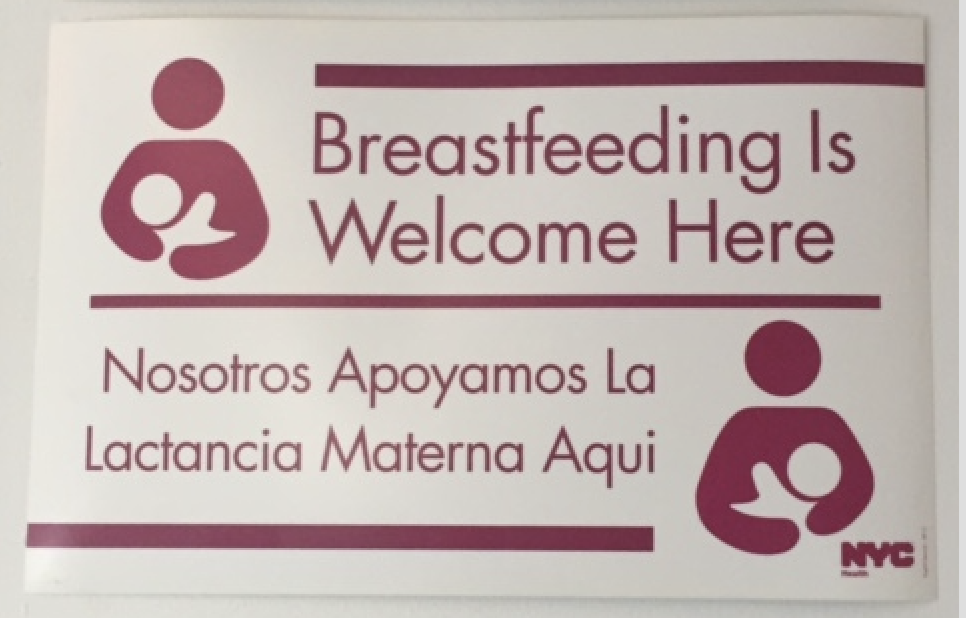 Breastfeeding Is
Welcome Here
Nosotros Apoyamos La
Lactancia Materna Aqui
NYC
Health